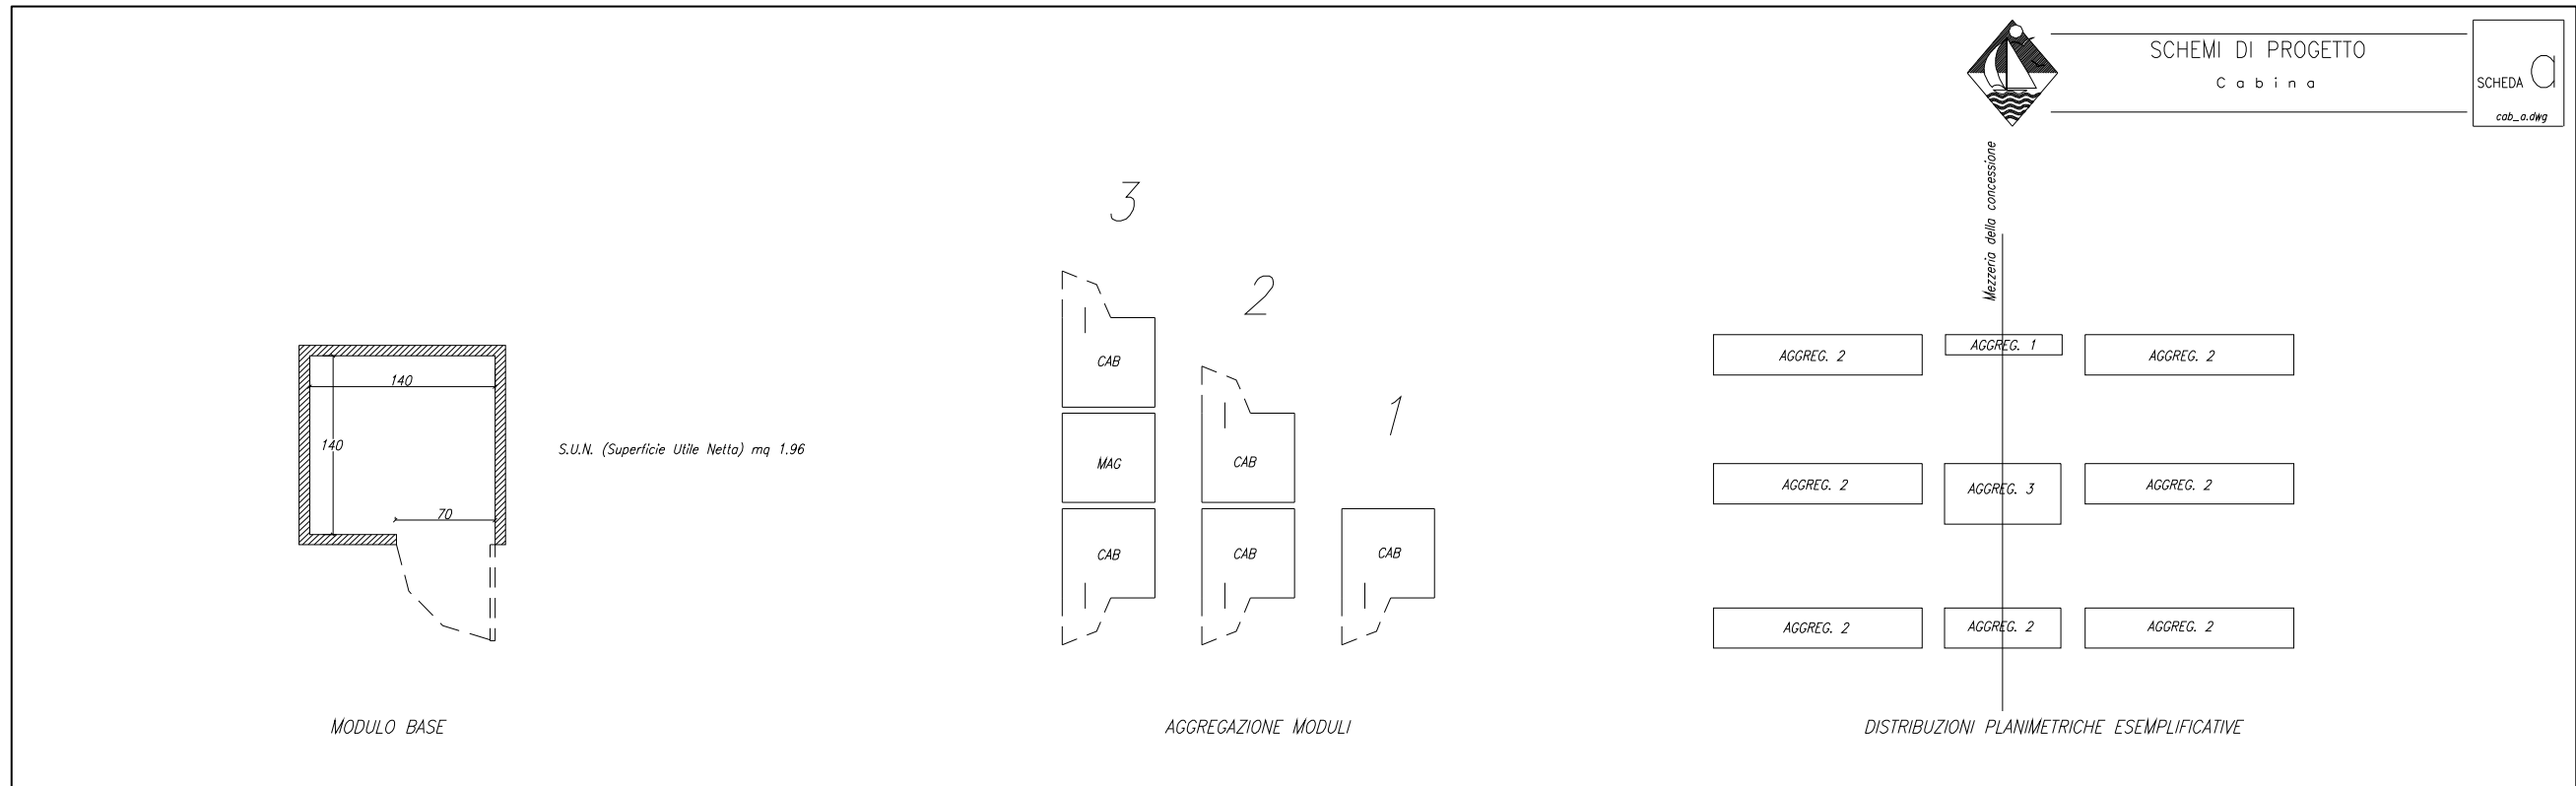 SCHEMI DI PROGETTO
Cabina
SCHEDA a
cab_a.dwg
140
140
70
S.U.N. (Superficie Utile Netta) mq 1.96
MODULO BASE
3
2
1
CAB
MAG
CAB
CAB
CAB
CAB
AGGREGAZIONE MODULI
Mezzeria della concessione
AGGREG. 2
AGGREG. 1
AGGREG. 2
AGGREG. 2
AGGREG. 3
AGGREG. 2
AGGREG. 2
AGGREG. 2
AGGREG. 2
DISTRIBUZIONI PLANIMETRICHE ESEMPLIFICATIVE